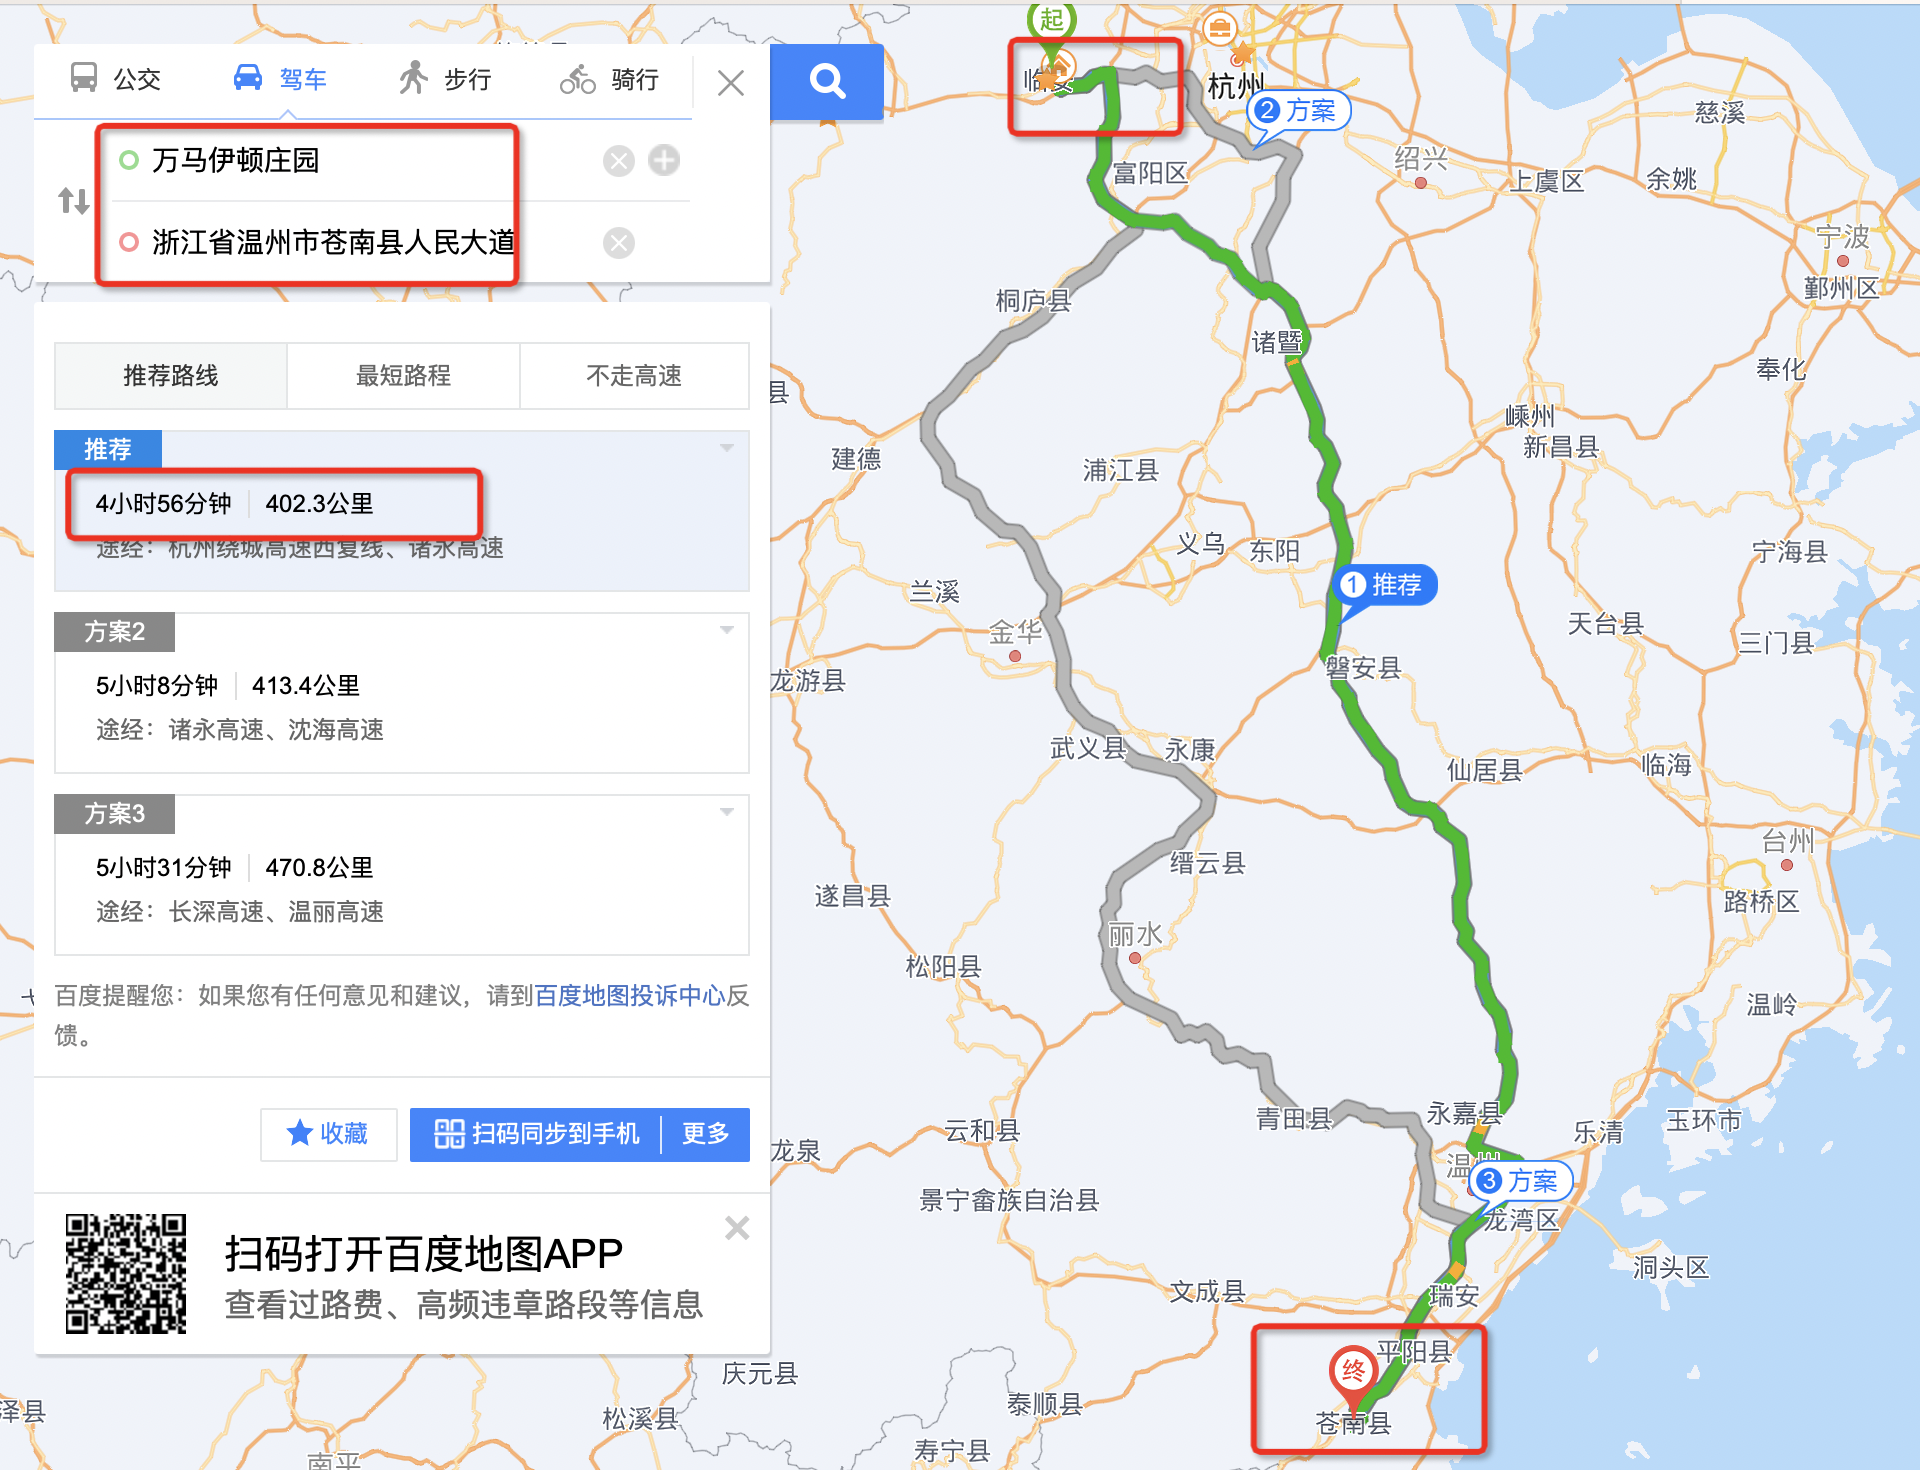 公交
驾车
步行
骑行
万马伊顿庄园
浙江省温州市苍南县人民大道
推荐路线
最短路程
不走高速
推荐
4小时56分钟
402.3公里
途经：杭州绕城高速西复线、诸永高速
方案2
5小时8分钟
413.4公里
途经：诸永高速、沈海高速
方案3
5小时31分钟
470.8公里
途经：长深高速、温丽高速
百度提醒您：如果您有任何意见和建议，请到百度地图投诉中心反
馈。
收藏
扫码同步到手机
更多
扫码打开百度地图APP
查看过路费、高频违章路段等信息
起
临安
杭州
2 方案
慈溪
富阳区
绍兴
上虞区
余姚
宁波
鄞州区
桐庐县
诸暨
奉化
县
嵊州
新昌县
建德
浦江县
义乌
东阳
宁海县
1 推荐
兰溪
金华
天台县
三门县
龙游县
磐安县
武义县
永康
仙居县
临海
台州
缙云县
遂昌县
路桥区
丽水
松阳县
温岭
青田县
永嘉县
乐清
玉环市
云和县
龙泉
温州
3 方案
景宁畲族自治县
龙湾区
洞头区
文成县
瑞安
平阳县
终
庆元县
泰顺县
苍南县
泽县
松溪县
寿宁县
南平